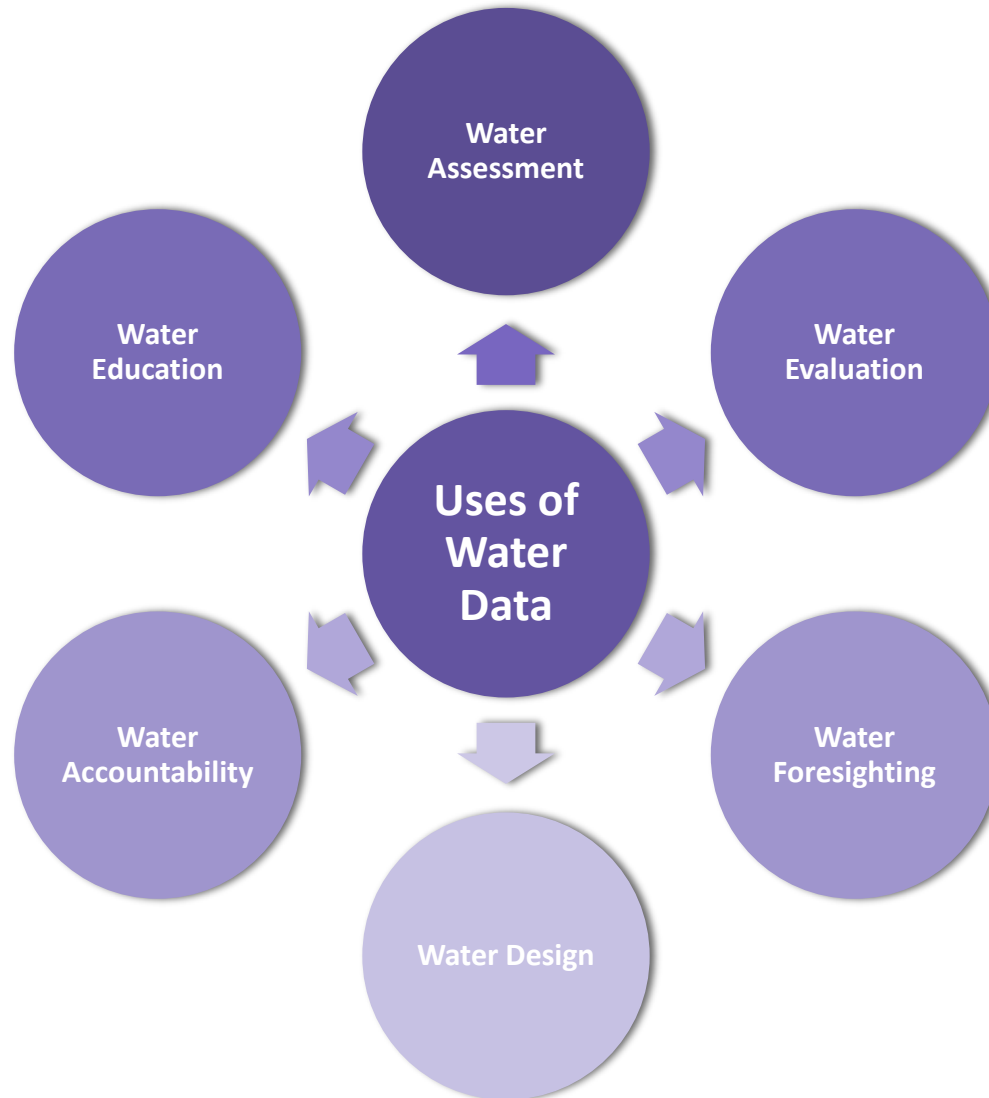 Water
Assessment
Water
Education
Water
Evaluation
Uses of
Water
Data
Water
Accountability
Water
Foresighting
Water Design